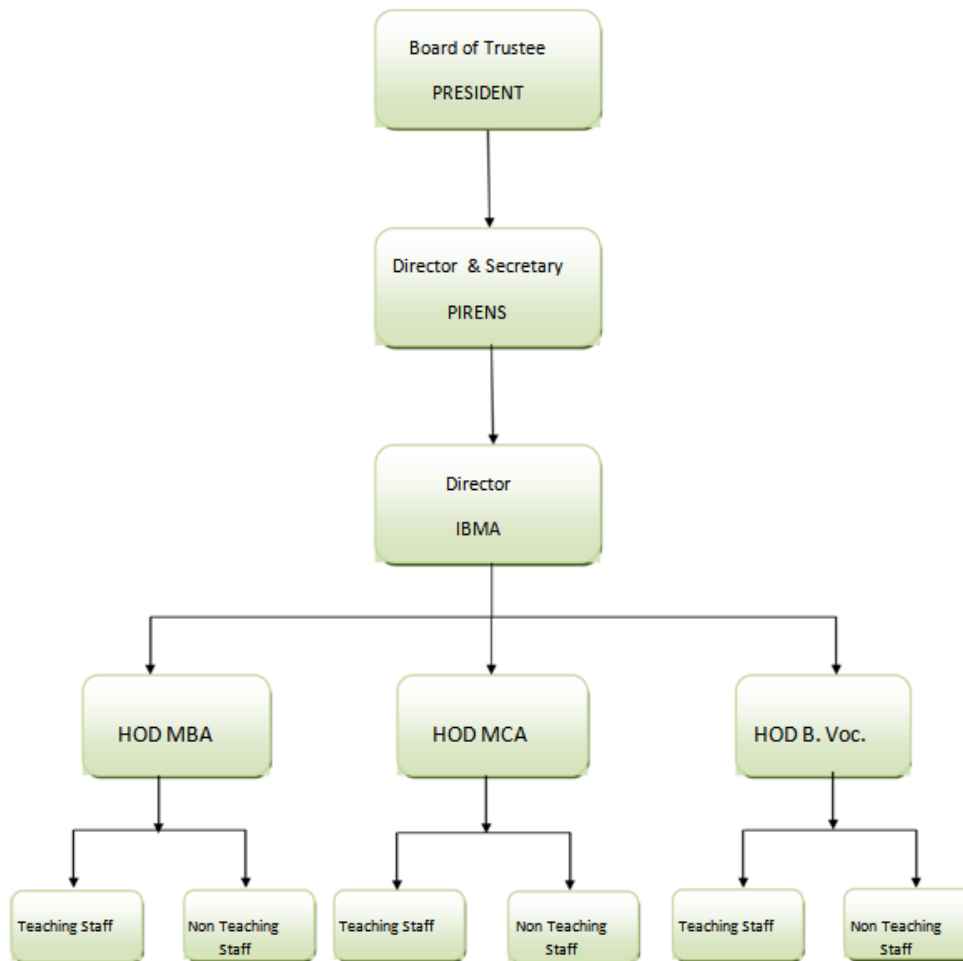 Board of Trustee
PRESIDENT
Director & Secretary
PIRENS
Director
IBMA
HOD MBA
HOD MCA
HOD B. Voc.
Teaching Staff
Non Teaching
Staff
Teaching Staff
Non Teaching
Staff
Teaching Staff
Non Teaching
Staff